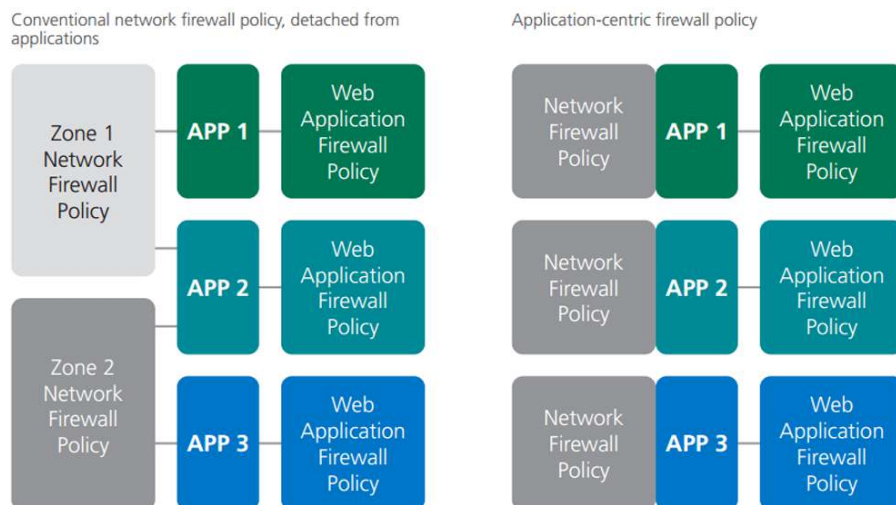 Conventional network firewall policy, detached from
applications
Zone 1
Network
Firewall
Policy
Zone 2
Network
Firewall
Policy
APP 1
Web
Application
Firewall
Policy
APP 2
Web
Application
Firewall
Policy
APP 3
Web
Application
Firewall
Policy
Application-centric firewall policy
Network
Firewall
Policy
APP 1
Web
Application
Firewall
Policy
Network
Firewall
Policy
APP 2
Web
Application
Firewall
Policy
Network
Firewall
Policy
APP 3
Web
Application
Firewall
Policy